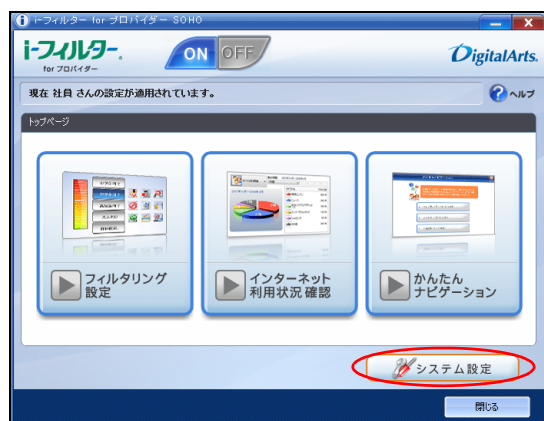 i-フィルター for プロバイダー SOHO
i-フィルター.
for プロバイダー
ON OFF
DigitalArts.
現在 社員 さんの設定が適用されています。
ヘルプ
トップページ
フィルタリング
設定
インターネット
利用状況確認
かんたん
ナビゲーション
システム設定
閉じる